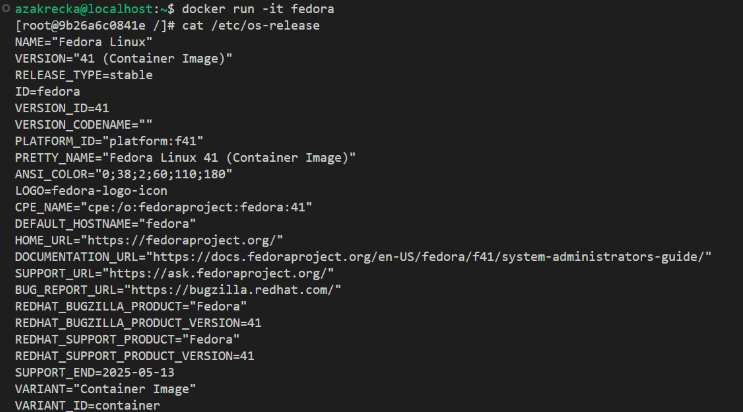 azakrecka@localhost:~$ docker run -it fedora
[root@9b26a6c0841e /]# cat /etc/os-release
NAME="Fedora Linux"
VERSION="41 (Container Image)"
RELEASE_TYPE=stable
ID=fedora
VERSION_ID=41
VERSION_CODENAME=""
PLATFORM_ID="platform:f41"
PRETTY_NAME="Fedora Linux 41 (Container Image)"
ANSI_COLOR="0;38;2;60;110;180"
LOGO=fedora-logo-icon
CPE_NAME="cpe:/o:fedoraproject:fedora:41"
DEFAULT_HOSTNAME="fedora"
HOME_URL="https://fedoraproject.org/"
DOCUMENTATION_URL="https://docs.fedoraproject.org/en-US/fedora/f41/system-administrators-guide/"
SUPPORT_URL="https://ask.fedoraproject.org/"
BUG_REPORT_URL="https://bugzilla.redhat.com/"
REDHAT_BUGZILLA_PRODUCT="Fedora"
REDHAT_BUGZILLA_PRODUCT_VERSION=41
REDHAT_SUPPORT_PRODUCT="Fedora"
REDHAT_SUPPORT_PRODUCT_VERSION=41
SUPPORT_END=2025-05-13
VARIANT="Container Image"
VARIANT_ID=container